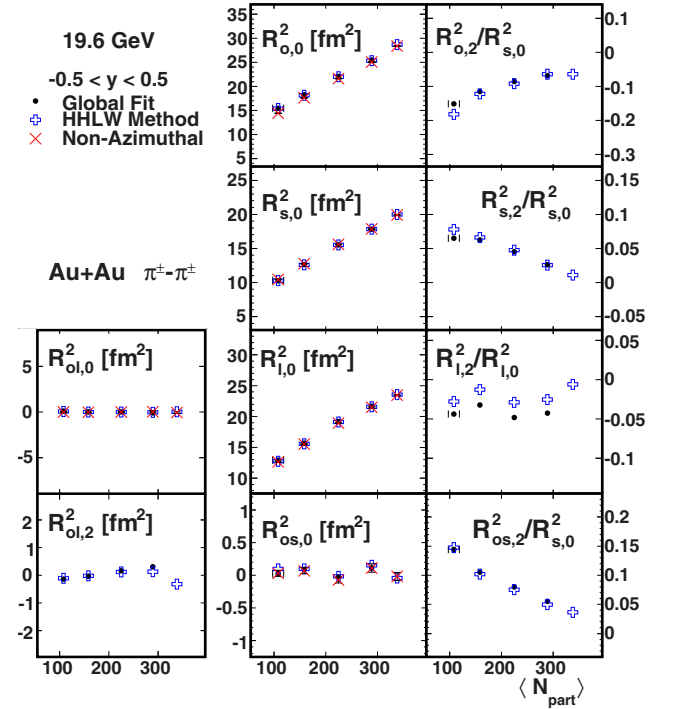 19.6 GeV
-0.5 < y < 0.5
Global Fit
HHLW Method
Non-Azimuthal
Au+Au π±-π±
R²o,0 [fm²]
35
30
25
20
15
10
5
R²o,2/R²s,0
0.1
0
-0.1
-0.2
-0.3
R²s,0 [fm²]
25
20
15
10
5
R²s,2/R²s,0
0.15
0.1
0.05
0
-0.05
R²ol,0 [fm²]
5
0
-5
R²l,0 [fm²]
30
25
20
15
10
R²l,2/R²l,0
0.05
0
-0.05
-0.1
R²ol,2 [fm²]
2
1
0
-1
-2
100 200 300
R²os,0 [fm²]
1
0.5
0
-0.5
-1
100 200 300
R²os,2/R²s,0
0.2
0.15
0.1
0.05
0
100 200 300
⟨ Npart ⟩